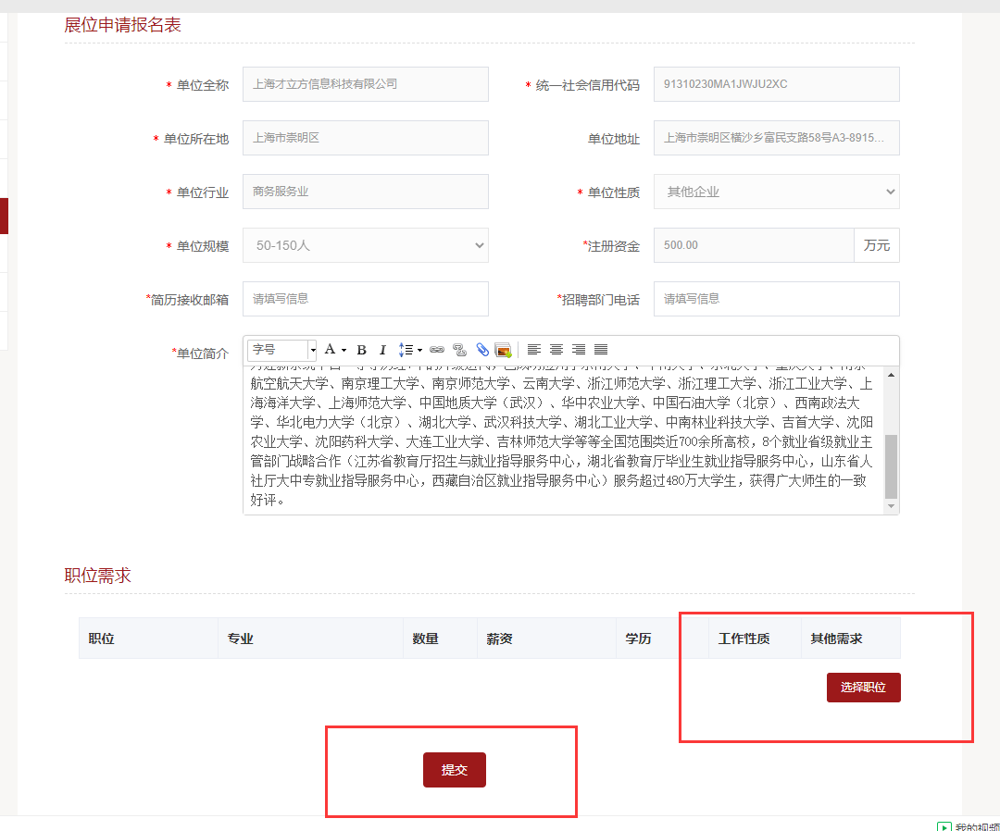 展位申请报名表
* 单位全称 上海才立方信息科技有限公司 * 统一社会信用代码 91310230MA1JWJU2XC
* 单位所在地 上海市崇明区 单位地址 上海市崇明区横沙乡富民支路58号A3-8915...
* 单位行业 商务服务业 * 单位性质 其他企业
* 单位规模 50-150人 *注册资金 500.00 万元
*简历接收邮箱 请填写信息 *招聘部门电话 请填写信息
*单位简介 字号 A B I
航空航天大学、南京理工大学、南京师范大学、云南大学、浙江师范大学、浙江理工大学、浙江工业大学、上
海海洋大学、上海师范大学、中国地质大学（武汉）、华中农业大学、中国石油大学（北京）、西南政法大
学、华北电力大学（北京）、湖北大学、武汉科技大学、湖北工业大学、中南林业科技大学、吉首大学、沈阳
农业大学、沈阳药科大学、大连工业大学、吉林师范大学等等全国范围类近700余所高校，8个就业省级就业主
管部门战略合作（江苏省教育厅招生与就业指导服务中心，湖北省教育厅毕业生就业指导服务中心，山东省人
社厅大中专就业指导服务中心，西藏自治区就业指导服务中心）服务超过480万大学生，获得广大师生的一致
好评。
职位需求
职位 专业 数量 薪资 学历 工作性质 其他需求
选择职位
提交
我的视频